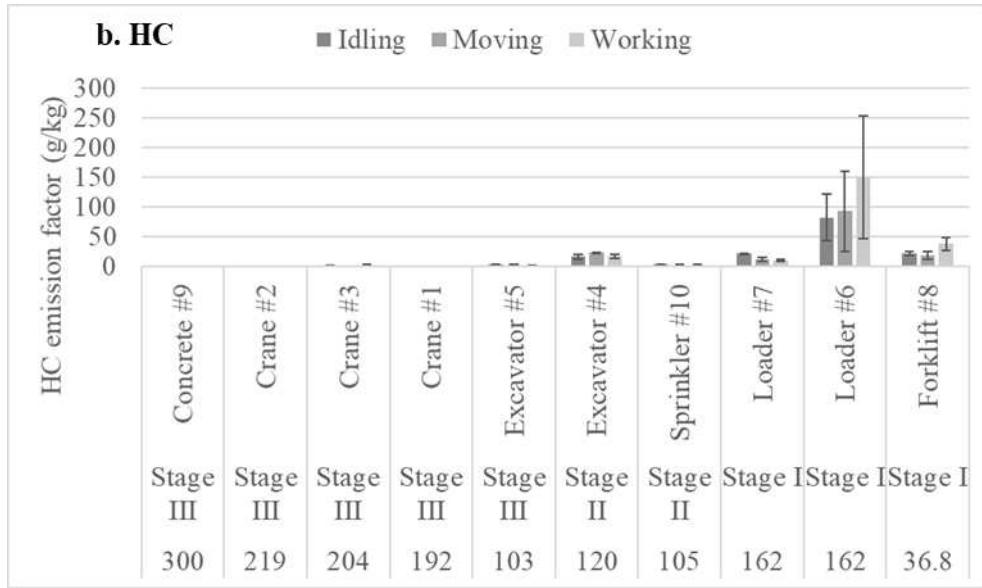 b. HC
Idling Moving Working
HC emission factor (g/kg)
300
250
200
150
100
50
0
Concrete #9
Crane #2
Crane #3
Crane #1
Excavator #5
Excavator #4
Sprinkler #10
Loader #7
Loader #6
Forklift #8
Stage III
Stage III
Stage III
Stage III
Stage III
Stage II
Stage II
Stage I
Stage I
Stage I
300 219 204 192 103 120 105 162 162 36.8